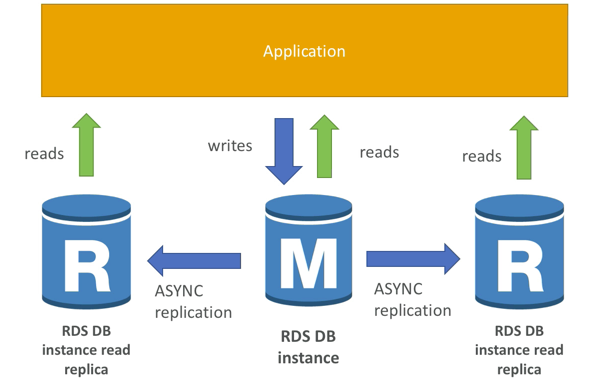 Application
reads
writes
reads
reads
R
M
R
ASYNC
replication
ASYNC
replication
RDS DB
instance read
replica
RDS DB
instance
RDS DB
instance read
replica